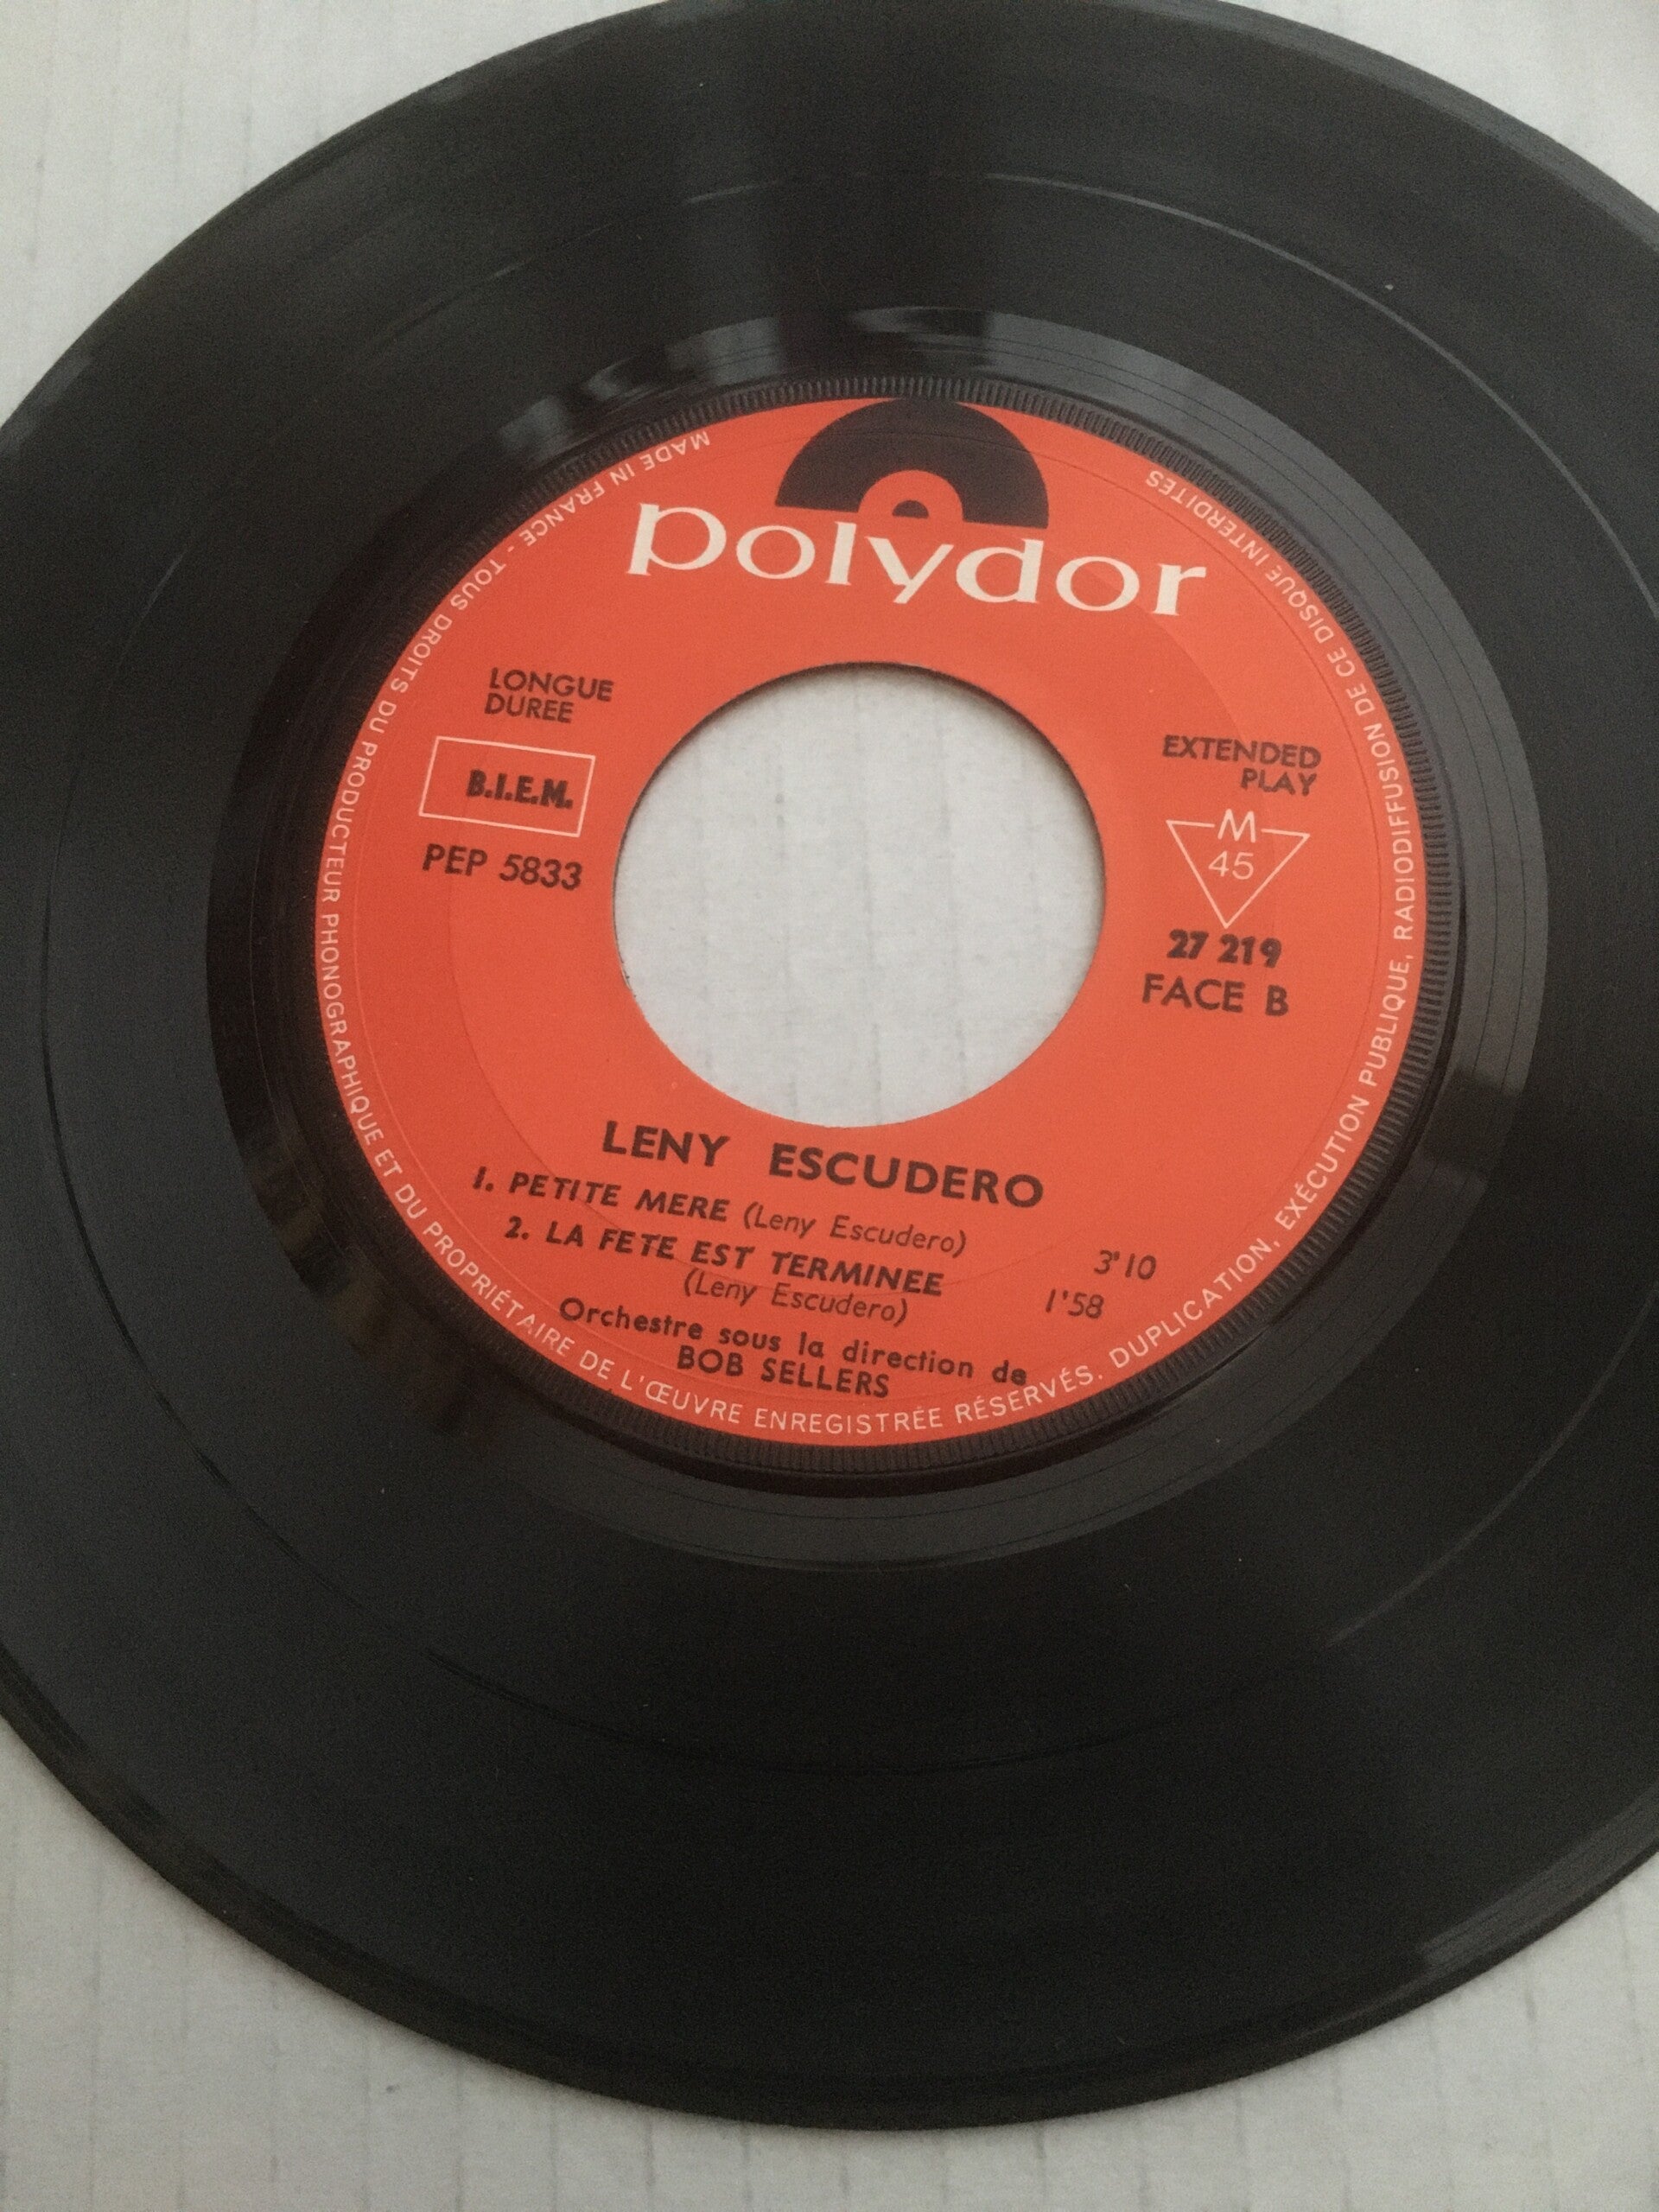 polydor
LONGUE
DUREE
B.I.E.M.
PEP 5833
EXTENDED
PLAY
M
45
27 219
FACE B
LENY ESCUDERO
1. PETITE MERE (Leny Escudero) 3'10
2. LA FETE EST TERMINEE
(Leny Escudero) 1'58
Orchestre sous la direction de
BOB SELLERS
MADE IN FRANCE - TOUS DROITS DU PRODUCTEUR PHONOGRAPHIQUE ET DU PROPRIÉTAIRE DE L'ŒUVRE ENREGISTRÉE RÉSERVÉS. DUPLICATION, EXÉCUTION PUBLIQUE, RADIODIFFUSION DE CE DISQUE INTERDITES